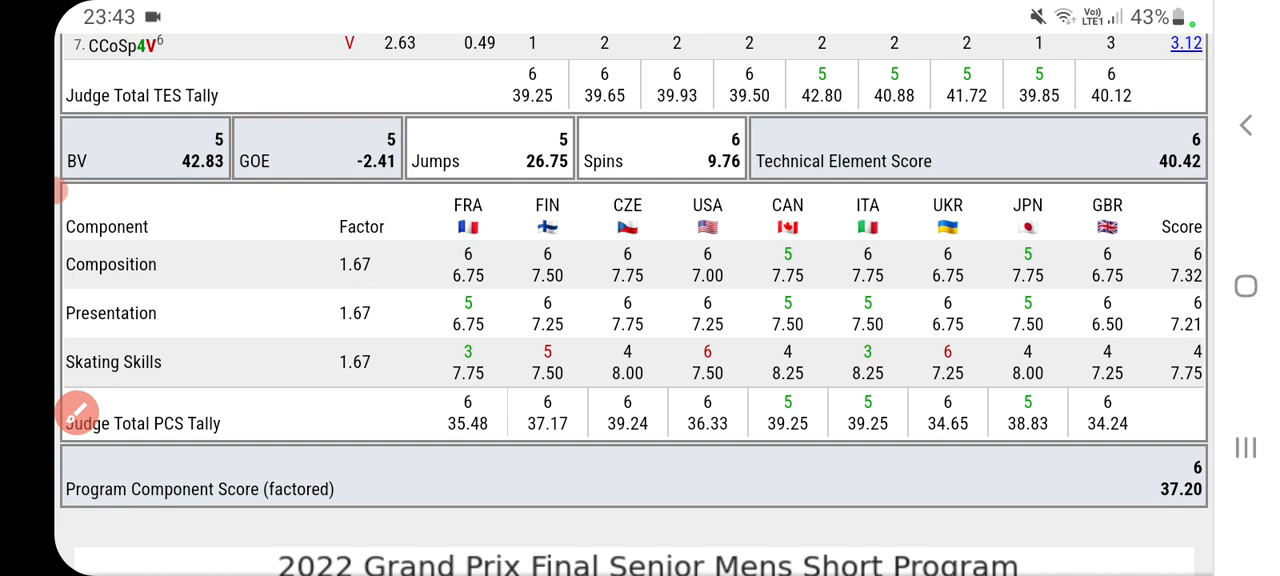 23:43 Vo)) LTE1 43%
7. CCoSp4V6 V 2.63 0.49 1 2 2 2 2 2 2 1 3 3.12
6 6 6 6 5 5 5 5 6
Judge Total TES Tally 39.25 39.65 39.93 39.50 42.80 40.88 41.72 39.85 40.12
5 5 5 6 6
BV 42.83 GOE -2.41 Jumps 26.75 Spins 9.76 Technical Element Score 40.42
FRA FIN CZE USA CAN ITA UKR JPN GBR
Component Factor Score
6 6 6 6 5 6 6 5 6 6
Composition 1.67 6.75 7.50 7.75 7.00 7.75 7.75 6.75 7.75 6.75 7.32
5 6 6 6 5 5 6 5 6 6
Presentation 1.67 6.75 7.25 7.75 7.25 7.50 7.50 6.75 7.50 6.50 7.21
3 5 4 6 4 3 6 4 4 4
Skating Skills 1.67 7.75 7.50 8.00 7.50 8.25 8.25 7.25 8.00 7.25 7.75
6 6 6 6 5 5 6 5 6
Judge Total PCS Tally 35.48 37.17 39.24 36.33 39.25 39.25 34.65 38.83 34.24
6
Program Component Score (factored) 37.20
2022 Grand Prix Final Senior Mens Short Program